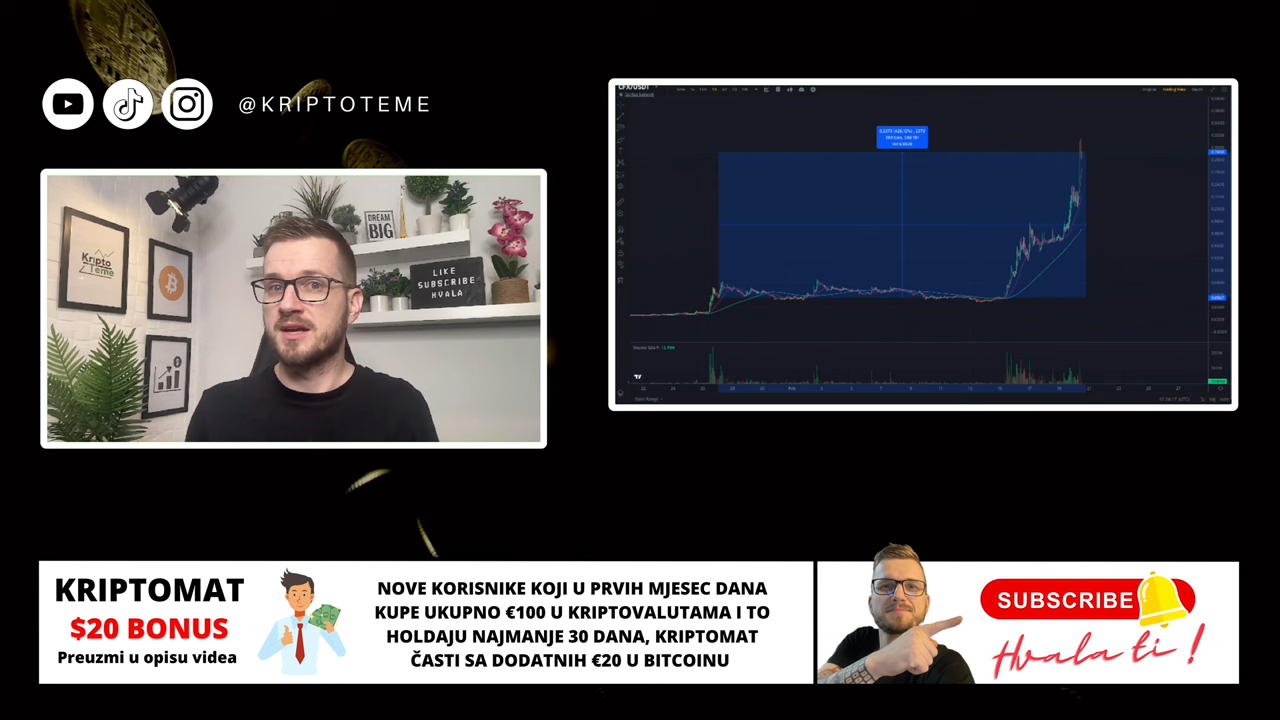 @KRIPTOTEME
CFX/USDT
Kripto
Teme
DREAM
BIG
LIKE
SUBSCRIBE
HVALA
KRIPTOMAT
$20 BONUS
Preuzmi u opisu videa
NOVE KORISNIKE KOJI U PRVIH MJESEC DANA
KUPE UKUPNO €100 U KRIPTOVALUTAMA I TO
HOLDAJU NAJMANJE 30 DANA, KRIPTOMAT
ČASTI SA DODATNIH €20 U BITCOINU
SUBSCRIBE
Hvala ti !